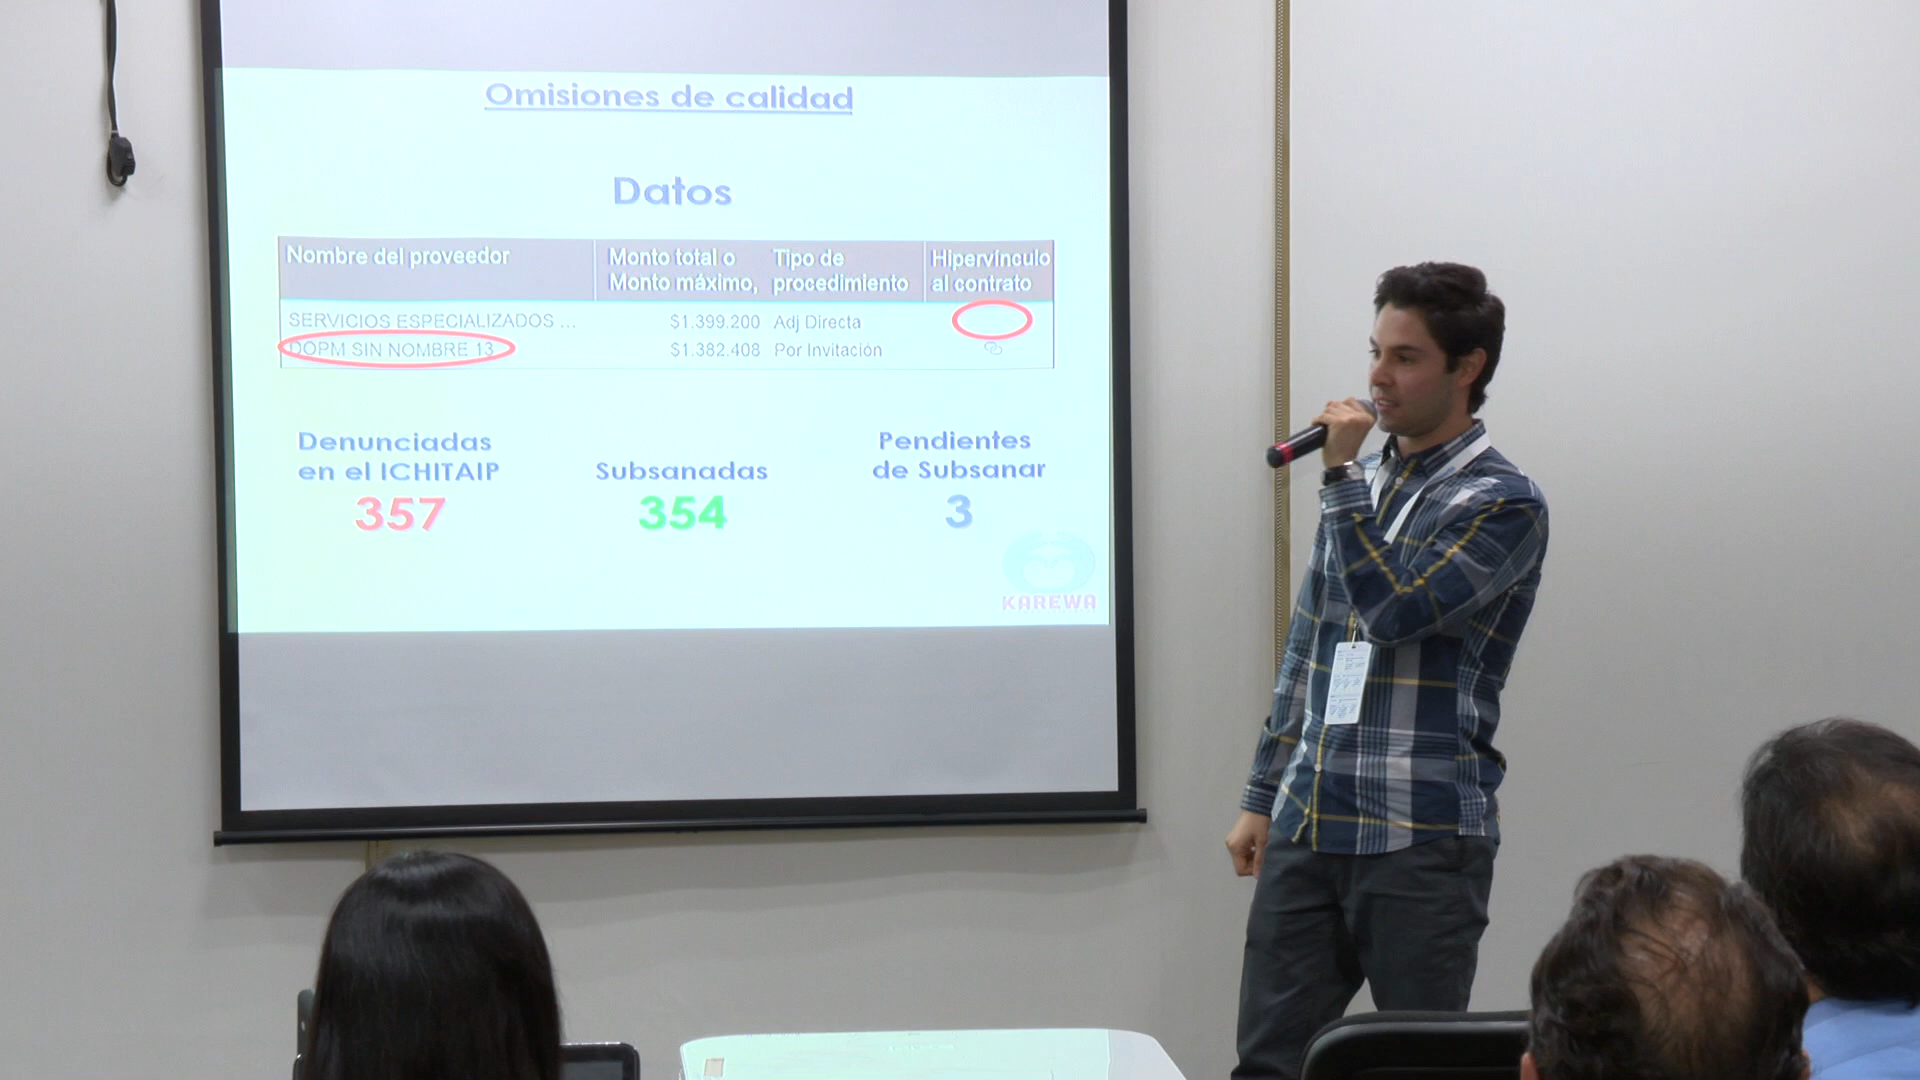 Omisiones de calidad
Datos
Nombre del proveedor
Monto total o
Monto máximo,
Tipo de
procedimiento
Hipervínculo
al contrato
SERVICIOS ESPECIALIZADOS ... $1.399.200 Adj Directa
DOPM SIN NOMBRE 13 $1.382.408 Por Invitación
Denunciadas
en el ICHITAIP
357
Subsanadas
354
Pendientes
de Subsanar
3
KAREWA